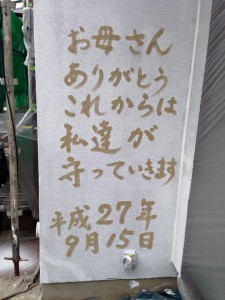 お母さん
ありがとう
これからは
私達が
守っていきます
平成27年
9月15日